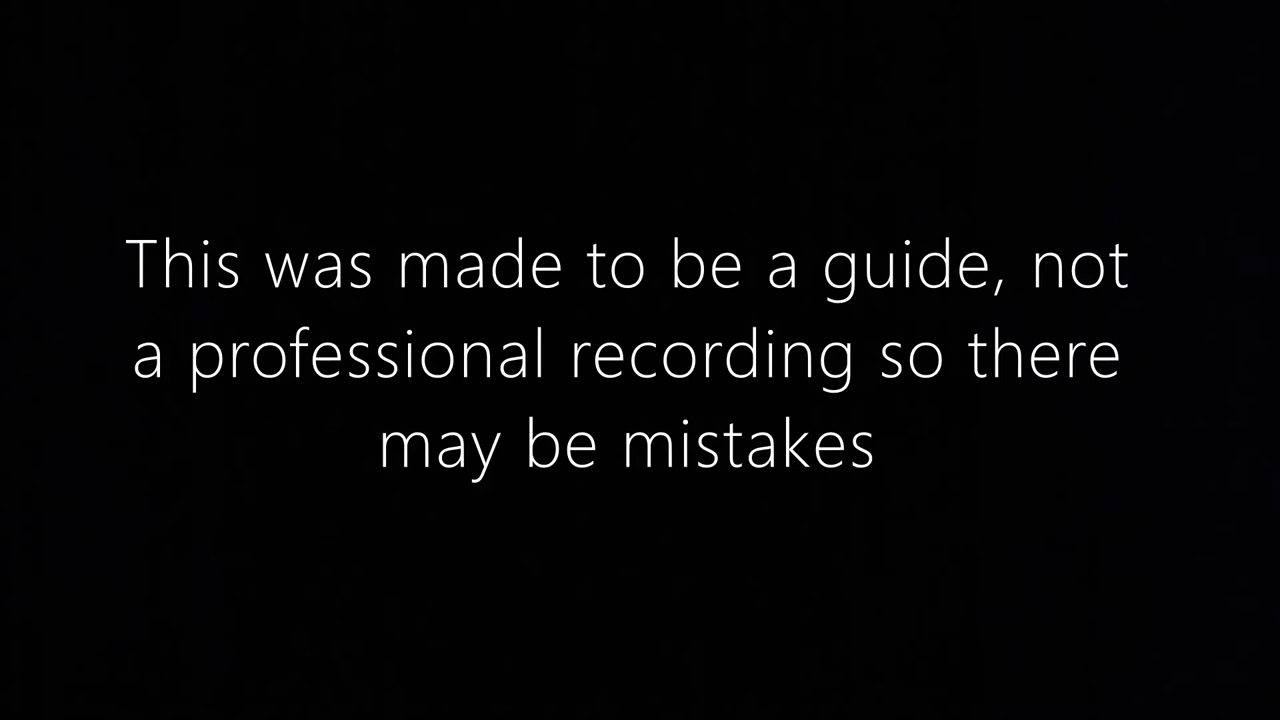 This was made to be a guide, not
a professional recording so there
may be mistakes